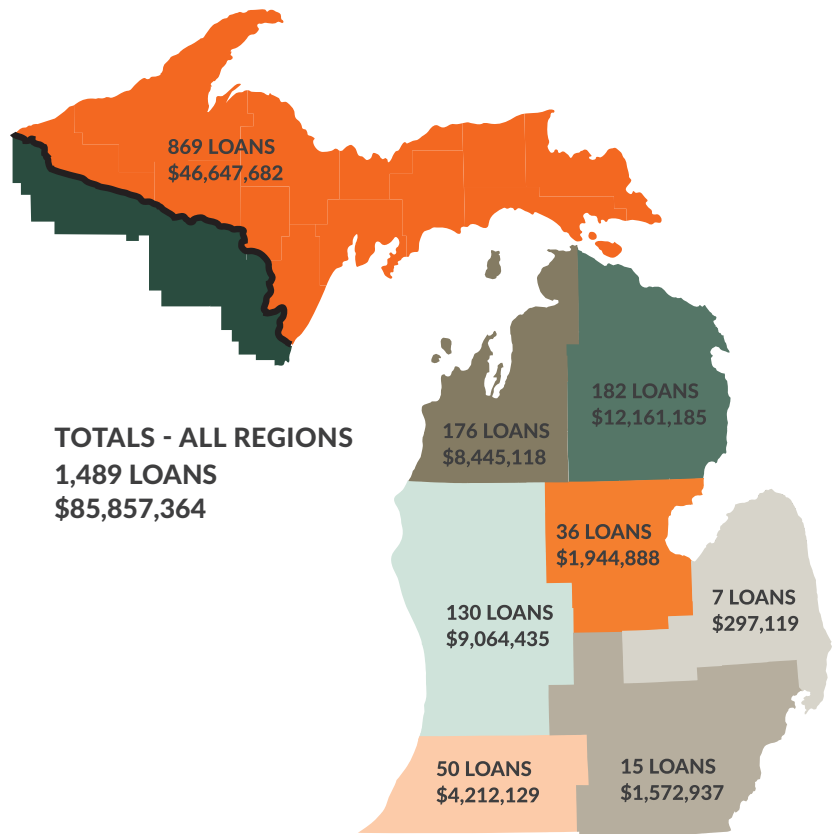 869 LOANS
$46,647,682
182 LOANS
$12,161,185
176 LOANS
$8,445,118
TOTALS - ALL REGIONS
1,489 LOANS
$85,857,364
36 LOANS
$1,944,888
7 LOANS
$297,119
130 LOANS
$9,064,435
50 LOANS
$4,212,129
15 LOANS
$1,572,937